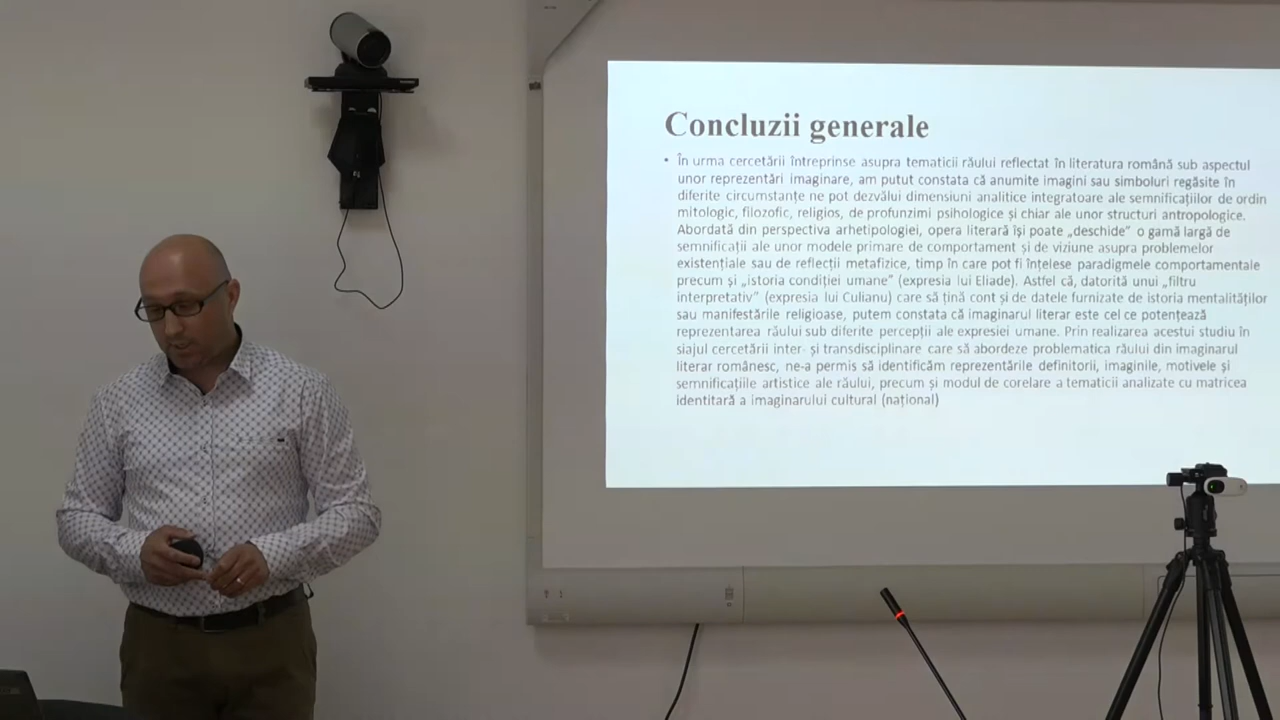 Concluzii generale
• În urma cercetării întreprinse asupra tematicii răului reflectat în literatura română sub aspectul
unor reprezentări imaginare, am putut constata că anumite imagini sau simboluri regăsite în
diferite circumstanțe ne pot dezvălui dimensiuni analitice integratoare ale semnificațiilor de ordin
mitologic, filozofic, religios, de profunzimi psihologice și chiar ale unor structuri antropologice.
Abordată din perspectiva arhetipologiei, opera literară își poate „deschide” o gamă largă de
semnificații ale unor modele primare de comportament și de viziune asupra problemelor
existențiale sau de reflecții metafizice, timp în care pot fi înțelese paradigmele comportamentale
precum și „istoria condiției umane” (expresia lui Eliade). Astfel că, datorită unui „filtru
interpretativ” (expresia lui Culianu) care să țină cont și de datele furnizate de istoria mentalităților
sau manifestările religioase, putem constata că imaginarul literar este cel ce potențează
reprezentarea răului sub diferite percepții ale expresiei umane. Prin realizarea acestui studiu în
siajul cercetării inter- și transdisciplinare care să abordeze problematica răului din imaginarul
literar românesc, ne-a permis să identificăm reprezentările definitorii, imaginile, motivele și
semnificațiile artistice ale răului, precum și modul de corelare a tematicii analizate cu matricea
identitară a imaginarului cultural (național)